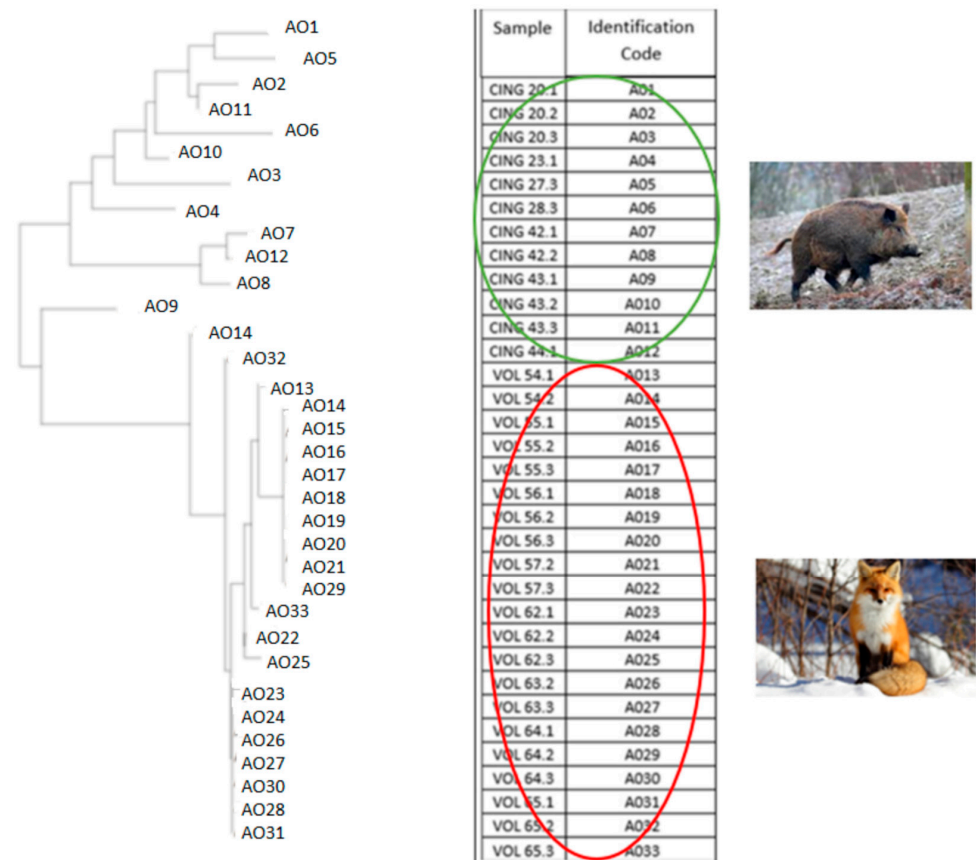 AO1
AO5
AO2
AO11
AO6
AO10
AO3
AO4
AO7
AO12
AO8
AO9
AO14
AO32
AO13
AO14
AO15
AO16
AO17
AO18
AO19
AO20
AO21
AO29
AO33
AO22
AO25
AO23
AO24
AO26
AO27
AO30
AO28
AO31
Sample Identification
Code
CING 20.1 A01
CING 20.2 A02
CING 20.3 A03
CING 23.1 A04
CING 27.3 A05
CING 28.3 A06
CING 42.1 A07
CING 42.2 A08
CING 43.1 A09
CING 43.2 A010
CING 43.3 A011
CING 44.1 A012
VOL 54.1 A013
VOL 54.2 A014
VOL 55.1 A015
VOL 55.2 A016
VOL 55.3 A017
VOL 56.1 A018
VOL 56.2 A019
VOL 56.3 A020
VOL 57.2 A021
VOL 57.3 A022
VOL 62.1 A023
VOL 62.2 A024
VOL 62.3 A025
VOL 63.2 A026
VOL 63.3 A027
VOL 64.1 A028
VOL 64.2 A029
VOL 64.3 A030
VOL 65.1 A031
VOL 65.2 A032
VOL 65.3 A033